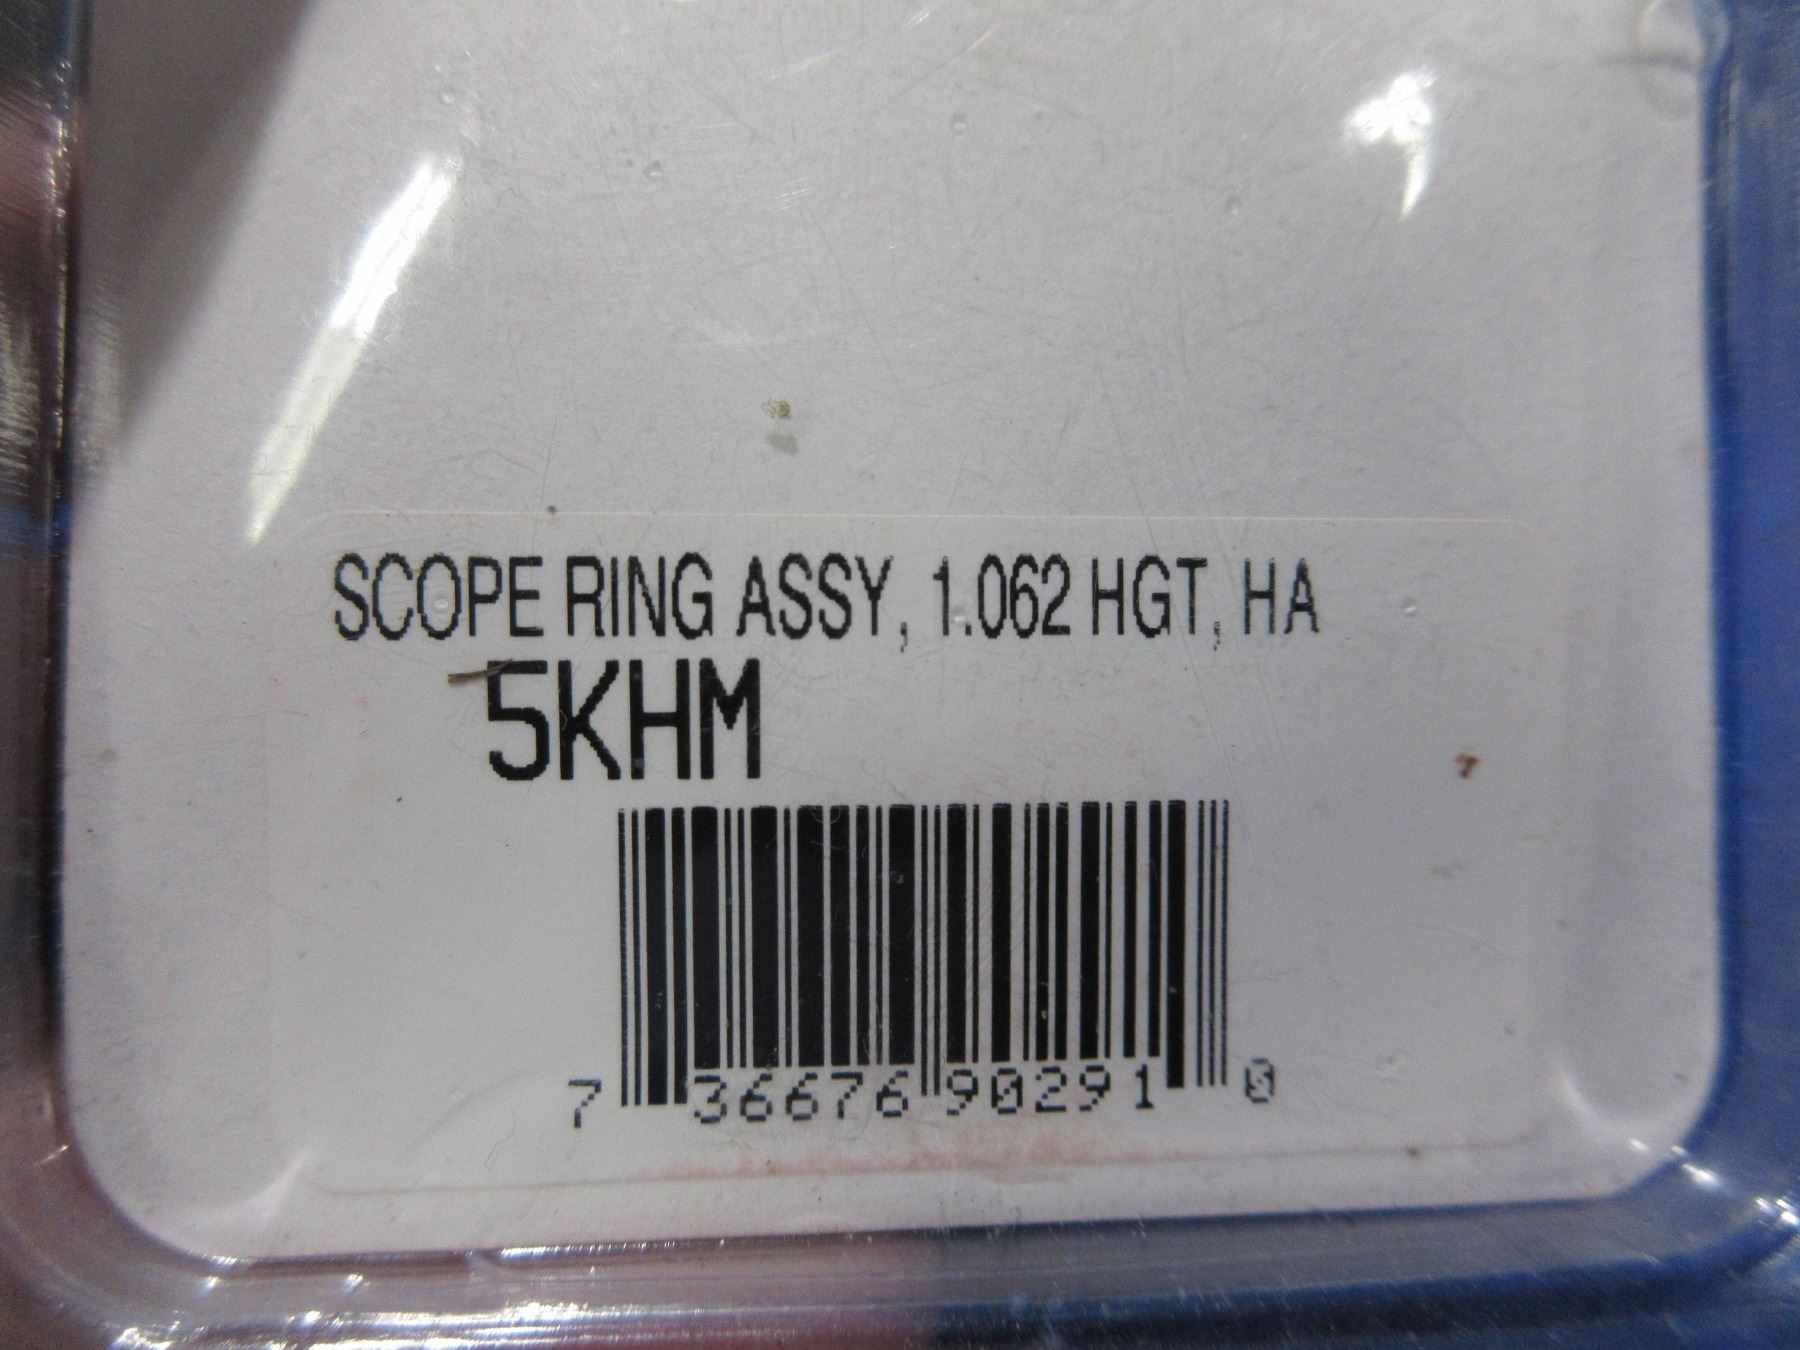 SCOPE RING ASSY, 1.062 HGT, HA
5KHM
7 36676 90291 0